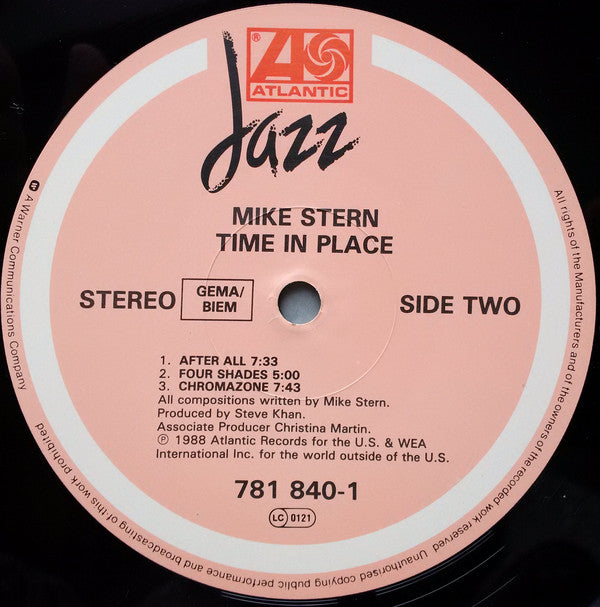 ®
ATLANTIC
Jazz
MIKE STERN
TIME IN PLACE
STEREO
GEMA/
BIEM
SIDE TWO
1. AFTER ALL 7:33
2. FOUR SHADES 5:00
3. CHROMAZONE 7:43
All compositions written by Mike Stern.
Produced by Steve Khan.
Associate Producer Christina Martin.
℗ 1988 Atlantic Records for the U.S. & WEA
International Inc. for the world outside of the U.S.
781 840-1
LC 0121
A Warner Communications Company
All rights of the Manufacturers and of the owners of the recorded work reserved. Unauthorised copying public performance and broadcasting of this work prohibited